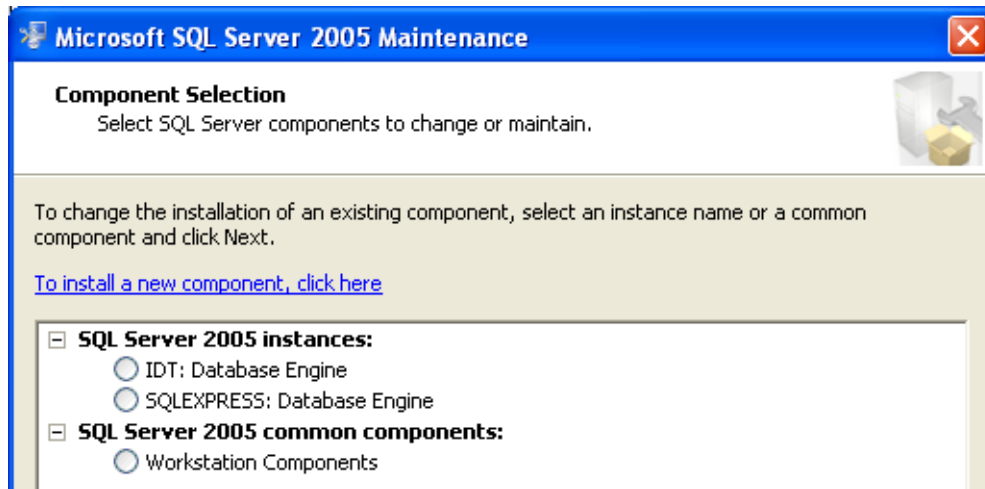 Microsoft SQL Server 2005 Maintenance
Component Selection
Select SQL Server components to change or maintain.
To change the installation of an existing component, select an instance name or a common
component and click Next.
To install a new component, click here
SQL Server 2005 instances:
IDT: Database Engine
SQLEXPRESS: Database Engine
SQL Server 2005 common components:
Workstation Components